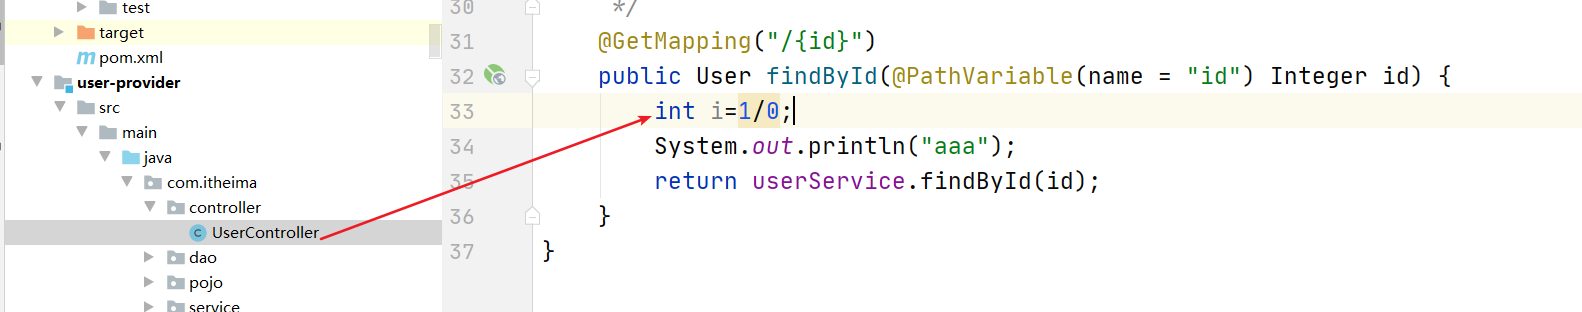 test
target
pom.xml
user-provider
src
main
java
com.itheima
controller
UserController
dao
pojo
service
30 */
31 @GetMapping("/{id}")
32 public User findById(@PathVariable(name = "id") Integer id) {
33 int i=1/0;
34 System.out.println("aaa");
35 return userService.findById(id);
36 }
37 }